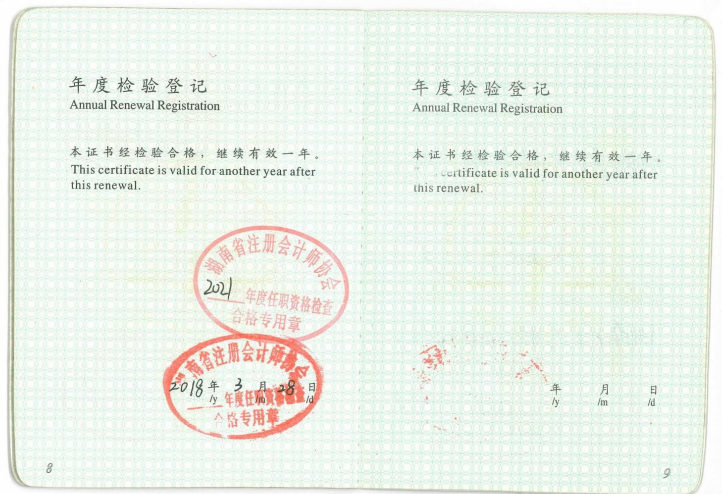 年度检验登记
Annual Renewal Registration
本证书经检验合格，继续有效一年。
This certificate is valid for another year after
this renewal.
湖南省注册会计师协会
2021 年度任职资格检查
合格专用章
南省注册会计师协会
2018 年 3 月 28 日
/y /m /d
年度任职资格检查
合格专用章
8
年度检验登记
Annual Renewal Registration
本证书经检验合格，继续有效一年。
certificate is valid for another year after
this renewal.
年 月 日
/y /m /d
9